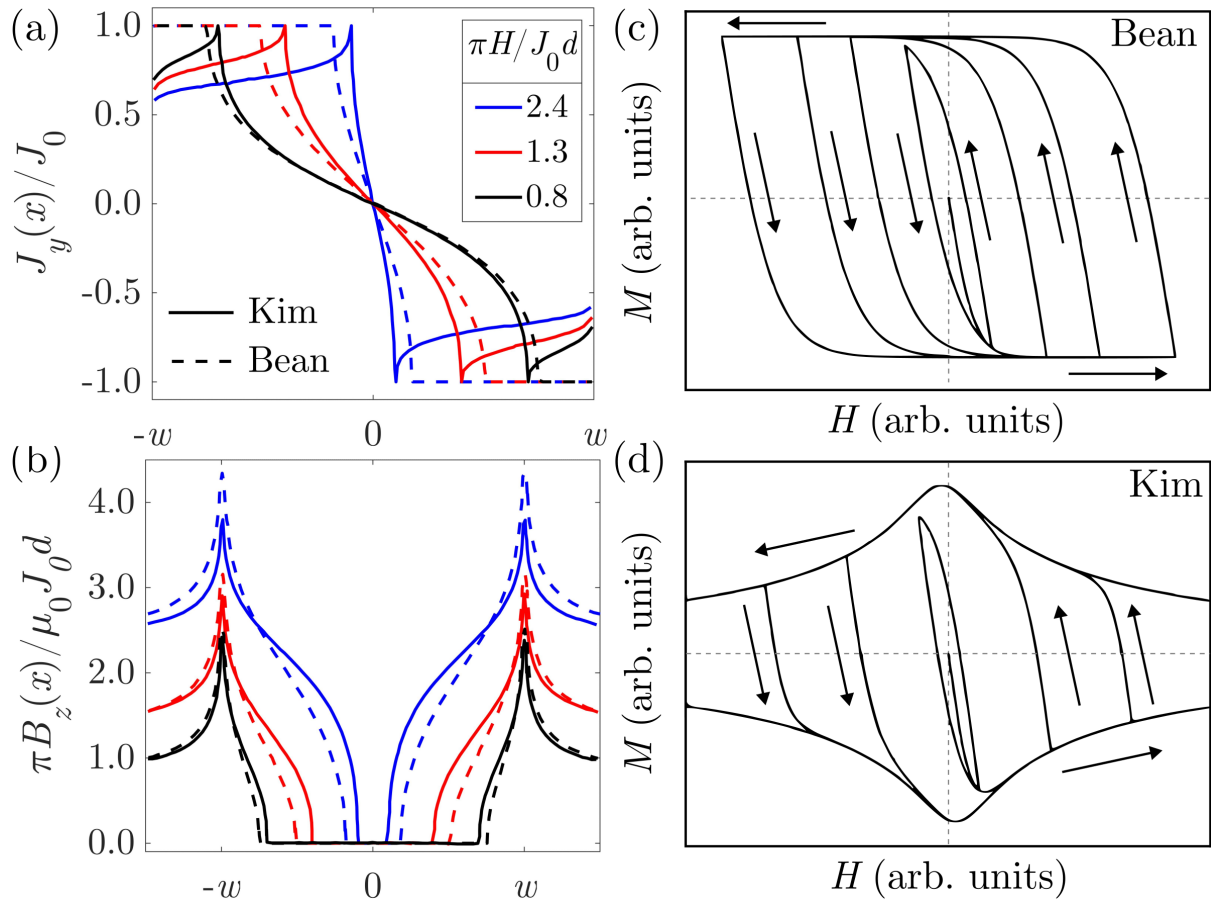 (a)
J_y(x)/J_0
1.0
0.5
0.0
-0.5
-1.0
πH/J_0d
2.4
1.3
0.8
Kim
Bean
-w
0
w
(b)
πB_z(x)/μ_0J_0d
4.0
3.0
2.0
1.0
0.0
-w
0
w
(c)
Bean
M (arb. units)
H (arb. units)
(d)
Kim
M (arb. units)
H (arb. units)